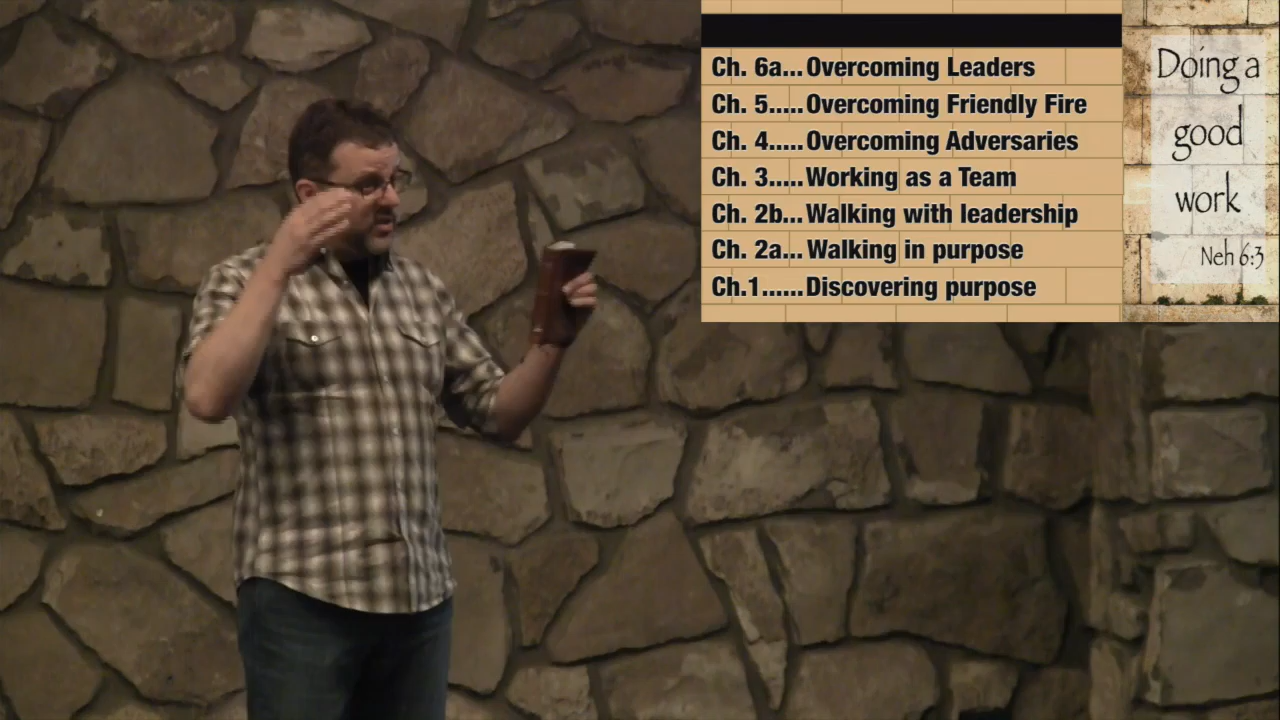 Ch. 6a...Overcoming Leaders
Ch. 5.....Overcoming Friendly Fire
Ch. 4.....Overcoming Adversaries
Ch. 3.....Working as a Team
Ch. 2b...Walking with leadership
Ch. 2a... Walking in purpose
Ch.1......Discovering purpose
Doing a
good
work
Neh 6:3